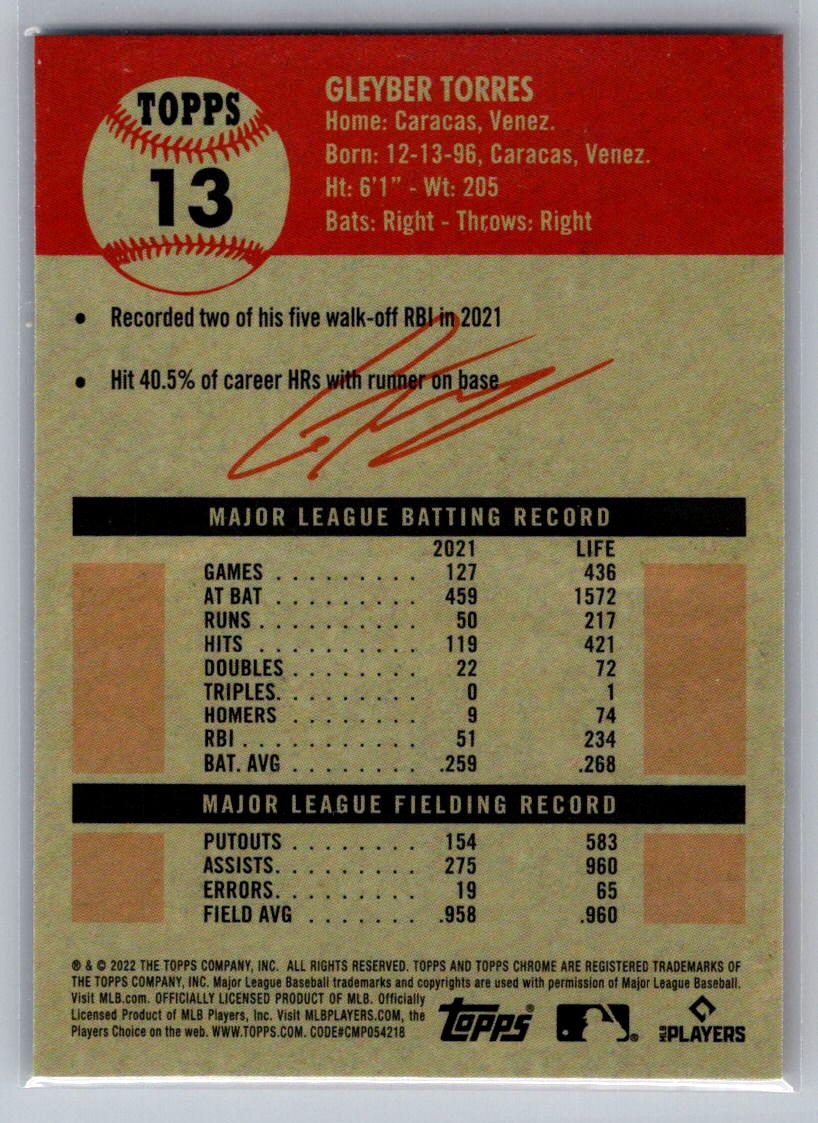 TOPPS
13
GLEYBER TORRES
Home: Caracas, Venez.
Born: 12-13-96, Caracas, Venez.
Ht: 6'1" - Wt: 205
Bats: Right - Throws: Right
• Recorded two of his five walk-off RBI in 2021
• Hit 40.5% of career HRs with runner on base
MAJOR LEAGUE BATTING RECORD
2021 LIFE
GAMES . . . . . . . . . 127 436
AT BAT . . . . . . . . . 459 1572
RUNS . . . . . . . . . . 50 217
HITS . . . . . . . . . . 119 421
DOUBLES . . . . . . . . 22 72
TRIPLES. . . . . . . . . 0 1
HOMERS . . . . . . . . 9 74
RBI . . . . . . . . . . . 51 234
BAT. AVG . . . . . . . . .259 .268
MAJOR LEAGUE FIELDING RECORD
PUTOUTS . . . . . . . . 154 583
ASSISTS. . . . . . . . . 275 960
ERRORS. . . . . . . . . 19 65
FIELD AVG . . . . . . . .958 .960
® & © 2022 THE TOPPS COMPANY, INC. ALL RIGHTS RESERVED. TOPPS AND TOPPS CHROME ARE REGISTERED TRADEMARKS OF
THE TOPPS COMPANY, INC. Major League Baseball trademarks and copyrights are used with permission of Major League Baseball.
Visit MLB.com. OFFICIALLY LICENSED PRODUCT OF MLB. Officially
Licensed Product of MLB Players, Inc. Visit MLBPLAYERS.COM, the
Players Choice on the web. WWW.TOPPS.COM. CODE#CMP054218
topps®
MLB PLAYERS